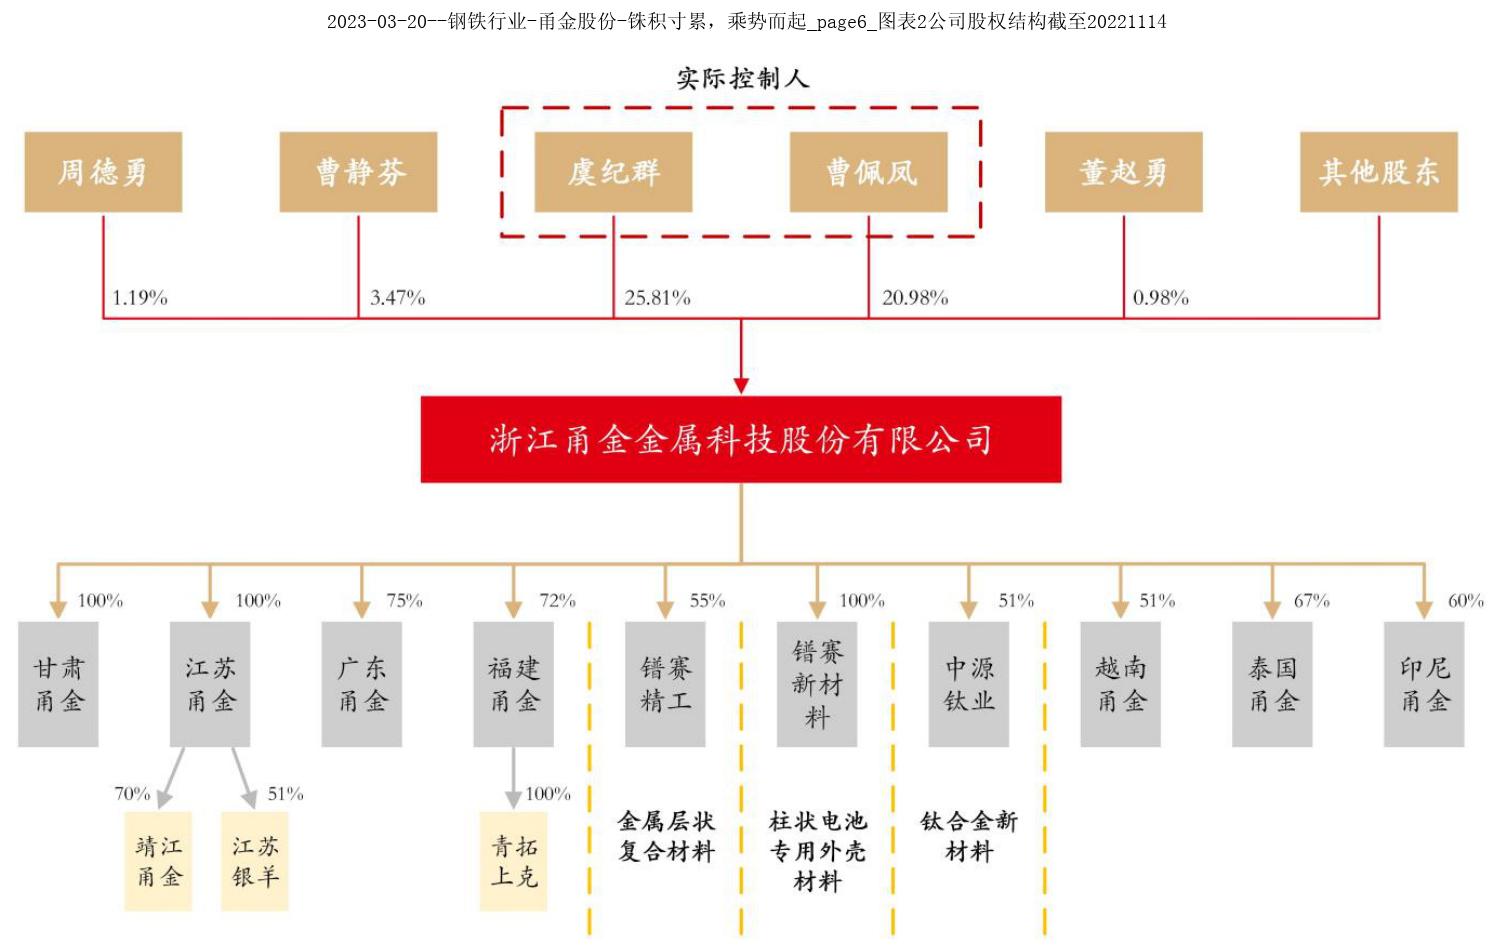 2023-03-20--钢铁行业-甬金股份-铢积寸累，乘势而起_page6_图表2公司股权结构截至20221114
实际控制人
周德勇
曹静芬
虞纪群
曹佩凤
董赵勇
其他股东
1.19%
3.47%
25.81%
20.98%
0.98%
浙江甬金金属科技股份有限公司
100%
100%
75%
72%
55%
100%
51%
51%
67%
60%
甘肃
甬金
江苏
甬金
广东
甬金
福建
甬金
镨赛
精工
镨赛
新材
料
中源
钛业
越南
甬金
泰国
甬金
印尼
甬金
70%
51%
100%
靖江
甬金
江苏
银羊
青拓
上克
金属层状
复合材料
柱状电池
专用外壳
材料
钛合金新
材料